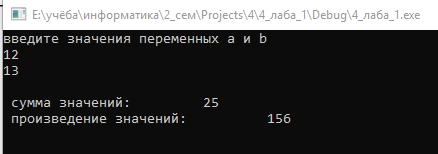 E:\учёба\информатика\2_сем\Projects\4\4_лаба_1\Debug\4_лаба_1.exe
введите значения переменных a и b
12
13
сумма значений: 25
произведение значений: 156